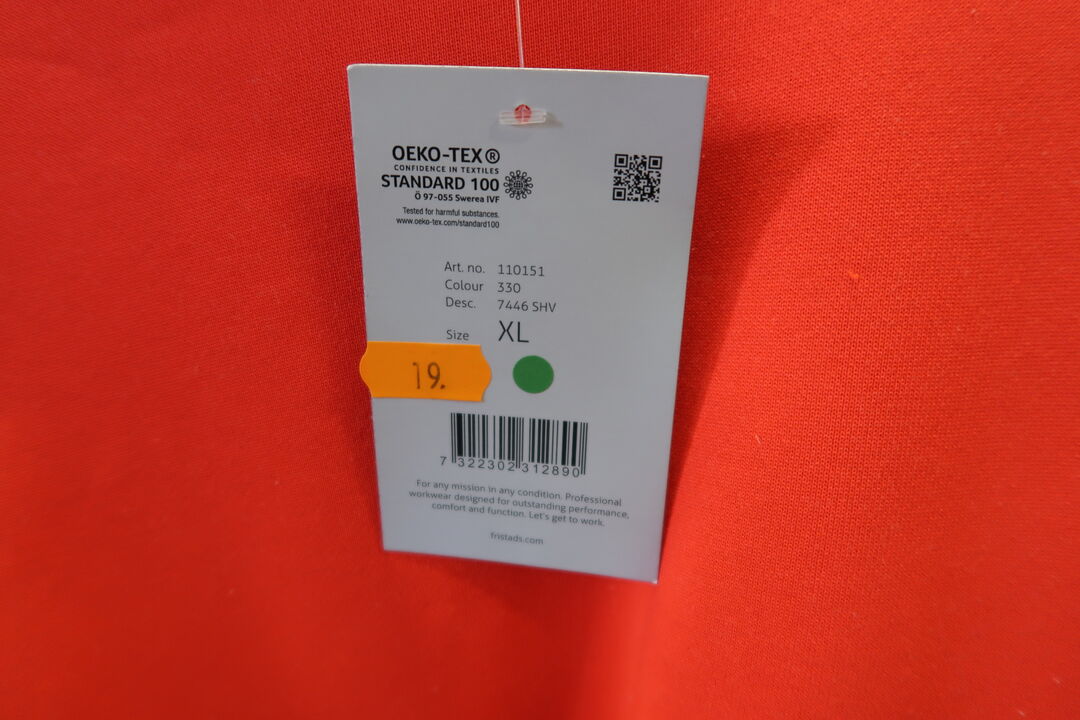 OEKO-TEX®
CONFIDENCE IN TEXTILES
STANDARD 100
Ö 97-055 Swerea IVF
Tested for harmful substances.
www.oeko-tex.com/standard100
Art. no. 110151
Colour 330
Desc. 7446 SHV
Size XL
19.
7 322302 312890
For any mission in any condition. Professional
workwear designed for outstanding performance,
comfort and function. Let's get to work.
fristads.com